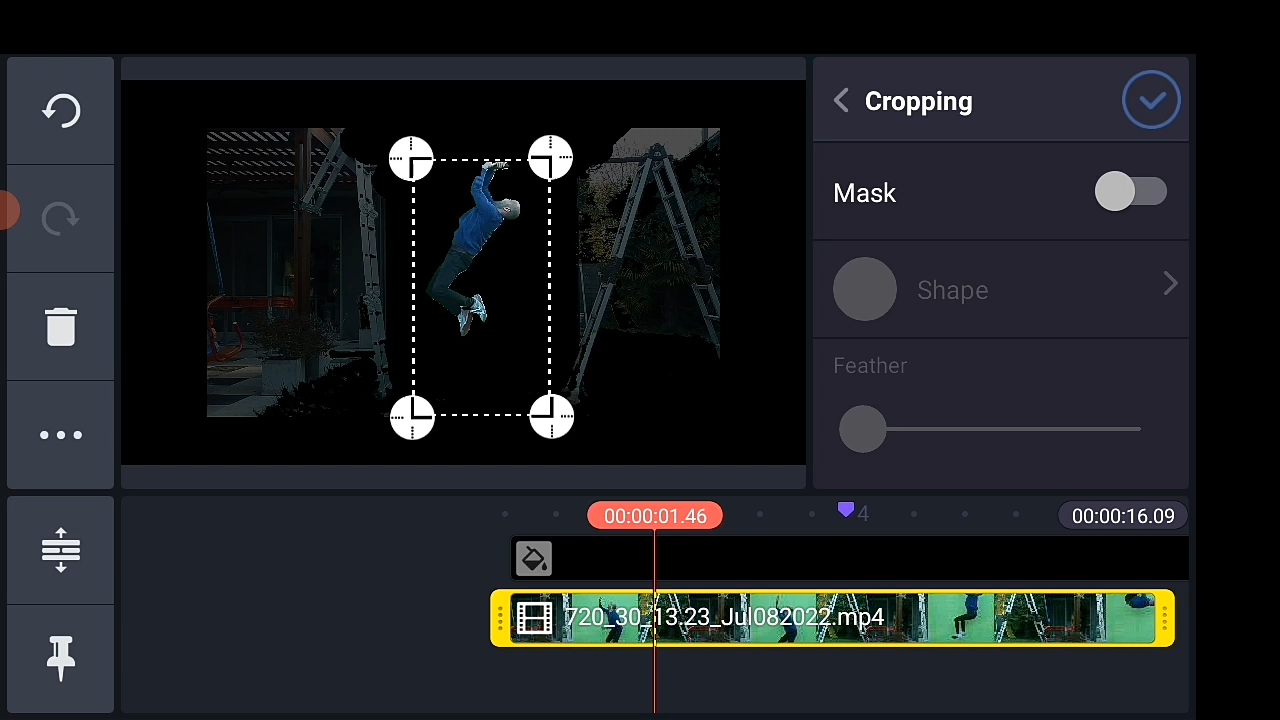 Cropping
Mask
Shape
Feather
00:00:01.46
4
00:00:16.09
720_30_13.23_Jul082022.mp4